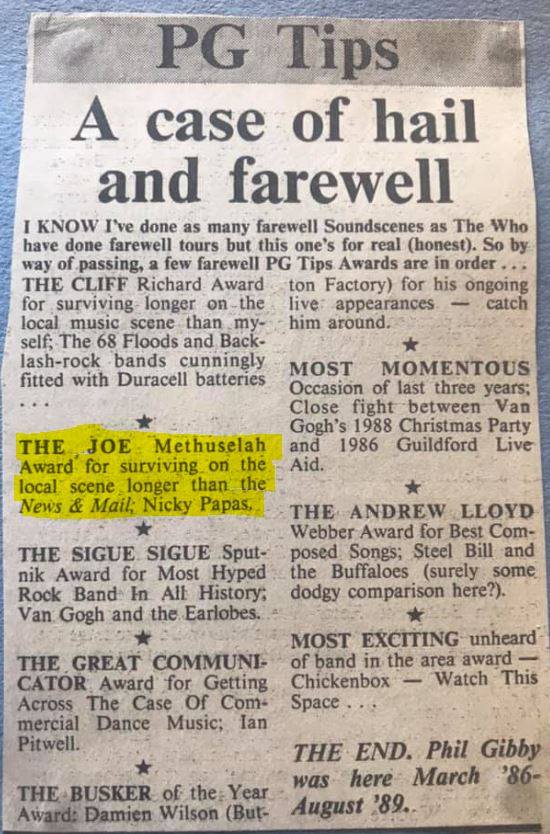 PG Tips
A case of hail
and farewell
I KNOW I've done as many farewell Soundscenes as The Who
have done farewell tours but this one's for real (honest). So by
way of passing, a few farewell PG Tips Awards are in order . . .
THE CLIFF Richard Award
for surviving longer on the
local music scene than my-
self; The 68 Floods and Back-
lash-rock bands cunningly
fitted with Duracell batteries
. . .
★
THE JOE Methuselah
Award for surviving on the
local scene longer than the
News & Mail; Nicky Papas.
★
THE SIGUE SIGUE Sput-
nik Award for Most Hyped
Rock Band In All History;
Van Gogh and the Earlobes.
★
THE GREAT COMMUNI-
CATOR Award for Getting
Across The Case Of Com-
mercial Dance Music; Ian
Pitwell.
★
THE BUSKER of the Year
Award: Damien Wilson (But-
ton Factory) for his ongoing
live appearances — catch
him around.
★
MOST MOMENTOUS
Occasion of last three years;
Close fight between Van
Gogh's 1988 Christmas Party
and 1986 Guildford Live
Aid.
★
THE ANDREW LLOYD
Webber Award for Best Com-
posed Songs; Steel Bill and
the Buffaloes (surely some
dodgy comparison here?).
★
MOST EXCITING unheard
of band in the area award —
Chickenbox — Watch This
Space . . .
THE END. Phil Gibby
was here March '86-
August '89.